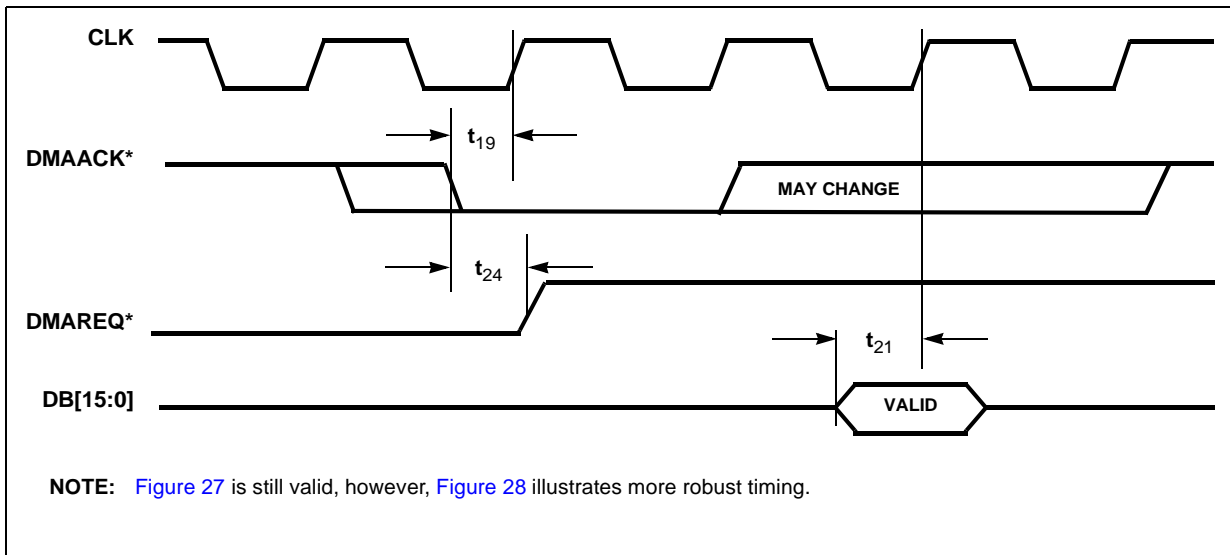 CLK
t19
DMAACK*
MAY CHANGE
t24
DMAREQ*
t21
DB[15:0]
VALID
NOTE: Figure 27 is still valid, however, Figure 28 illustrates more robust timing.